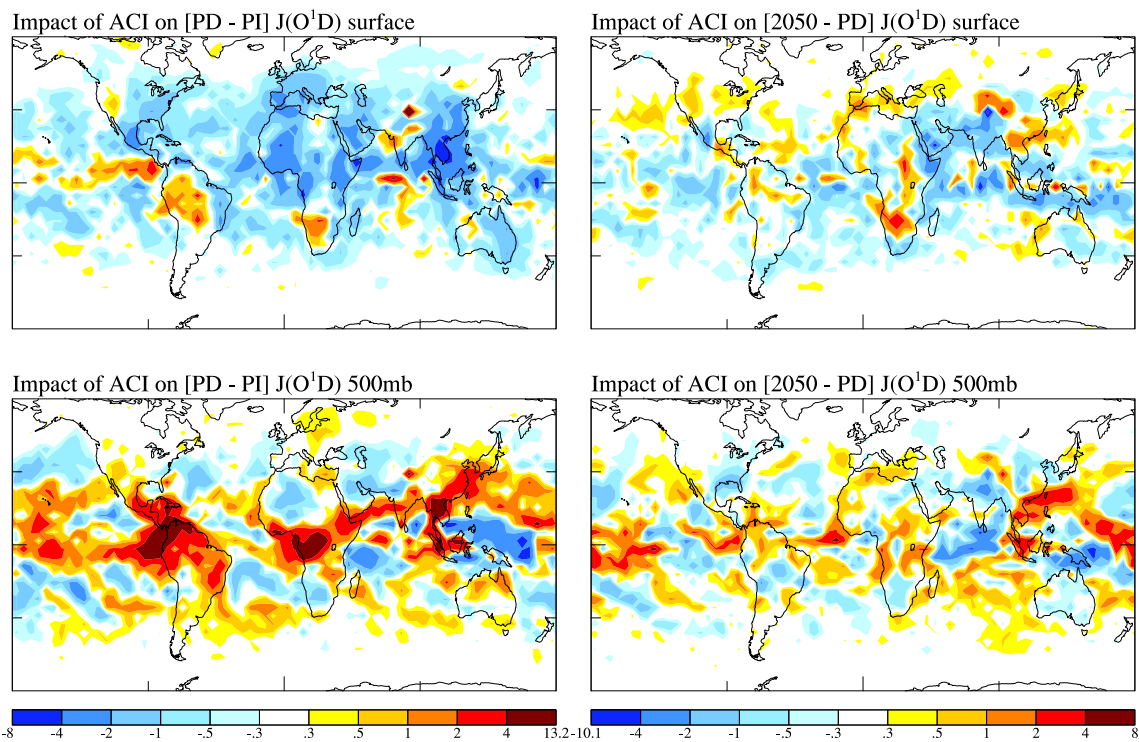 Impact of ACI on [PD - PI] J(O¹D) surface
Impact of ACI on [2050 - PD] J(O¹D) surface
Impact of ACI on [PD - PI] J(O¹D) 500mb
Impact of ACI on [2050 - PD] J(O¹D) 500mb
-8 -4 -2 -1 -.5 -.3 .3 .5 1 2 4 13.2
-10.1 -4 -2 -1 -.5 -.3 .3 .5 1 2 4 8